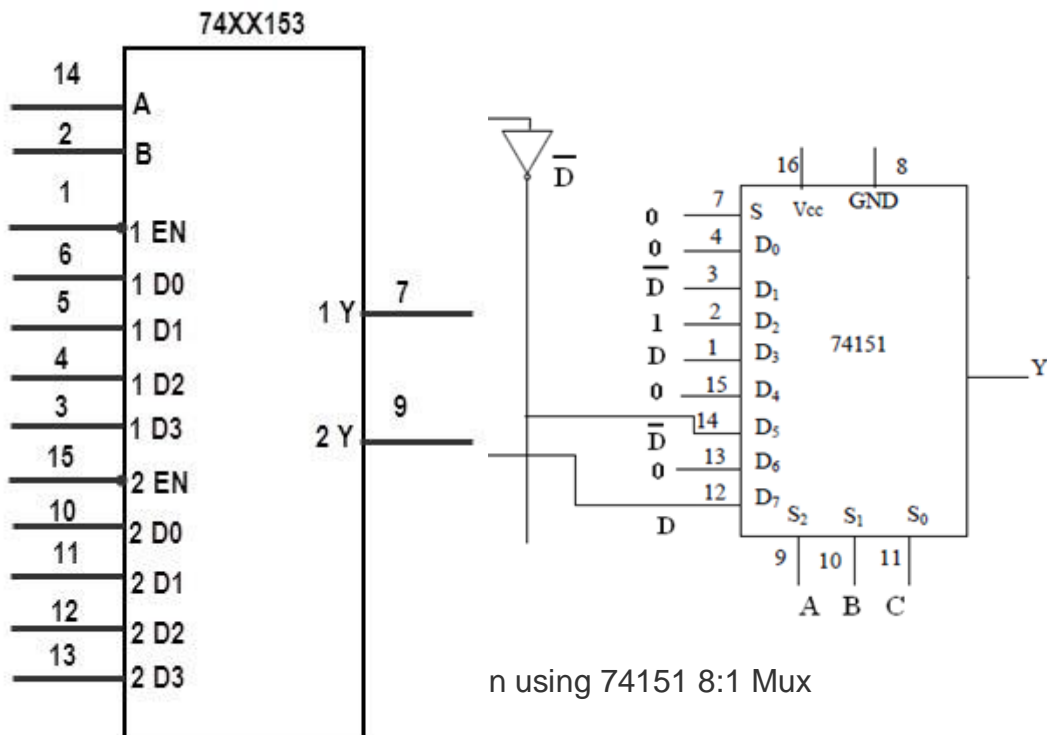 74XX153
14
A
2
B
1
1 EN
6
1 D0
5
1 D1
4
1 D2
3
1 D3
15
2 EN
10
2 D0
11
2 D1
12
2 D2
13
2 D3
1 Y
7
2 Y
9
D̅
16
8
Vcc
GND
0 7 S
0 4 D₀
D̅ 3 D₁
1 2 D₂
D 1 D₃
0 15 D₄
D̅ 14 D₅
0 13 D₆
D 12 D₇
74151
Y
S₂ S₁ S₀
9 10 11
A B C
n using 74151 8:1 Mux